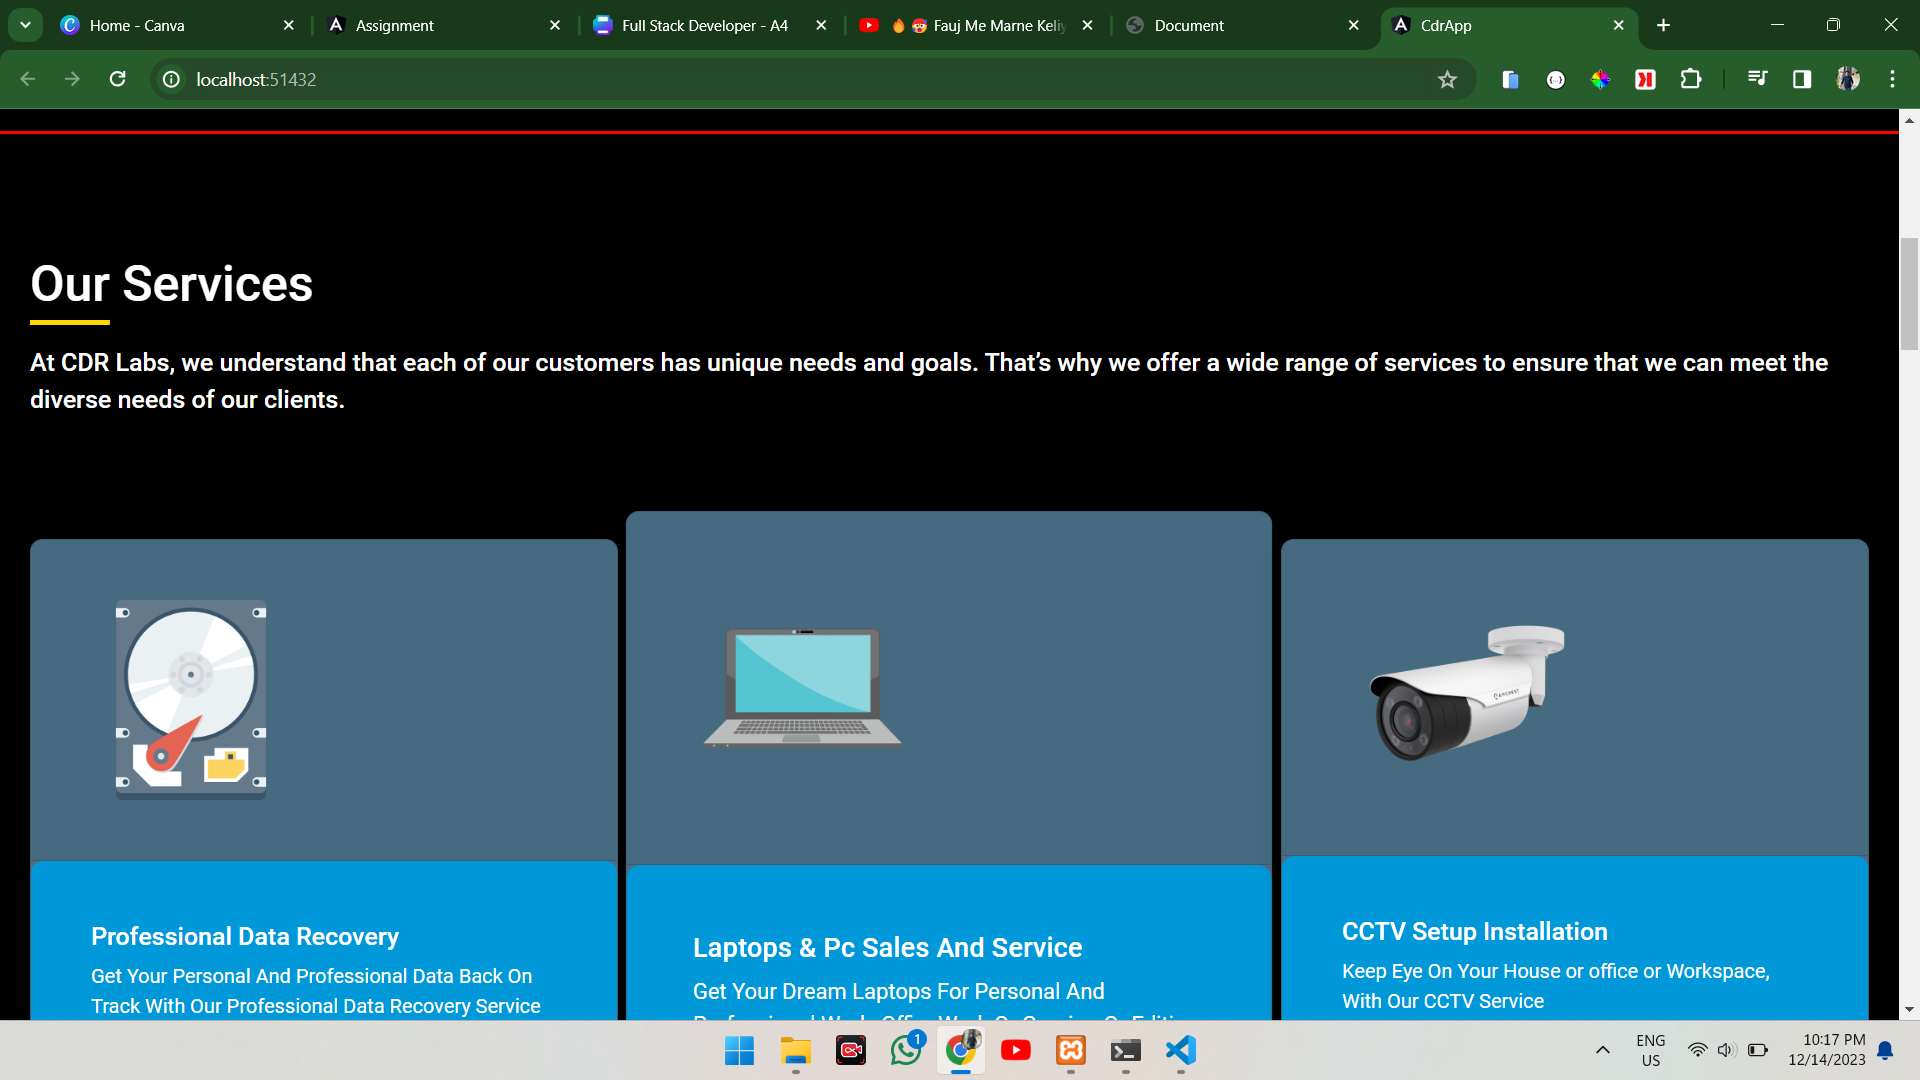 Home - Canva
Assignment
Full Stack Developer - A4
Fauj Me Marne Keliy
Document
CdrApp
localhost:51432
Our Services
At CDR Labs, we understand that each of our customers has unique needs and goals. That’s why we offer a wide range of services to ensure that we can meet the
diverse needs of our clients.
AMCREST
Professional Data Recovery
Get Your Personal And Professional Data Back On
Track With Our Professional Data Recovery Service
Laptops & Pc Sales And Service
Get Your Dream Laptops For Personal And
CCTV Setup Installation
Keep Eye On Your House or office or Workspace,
With Our CCTV Service
1
ENG
US
10:17 PM
12/14/2023